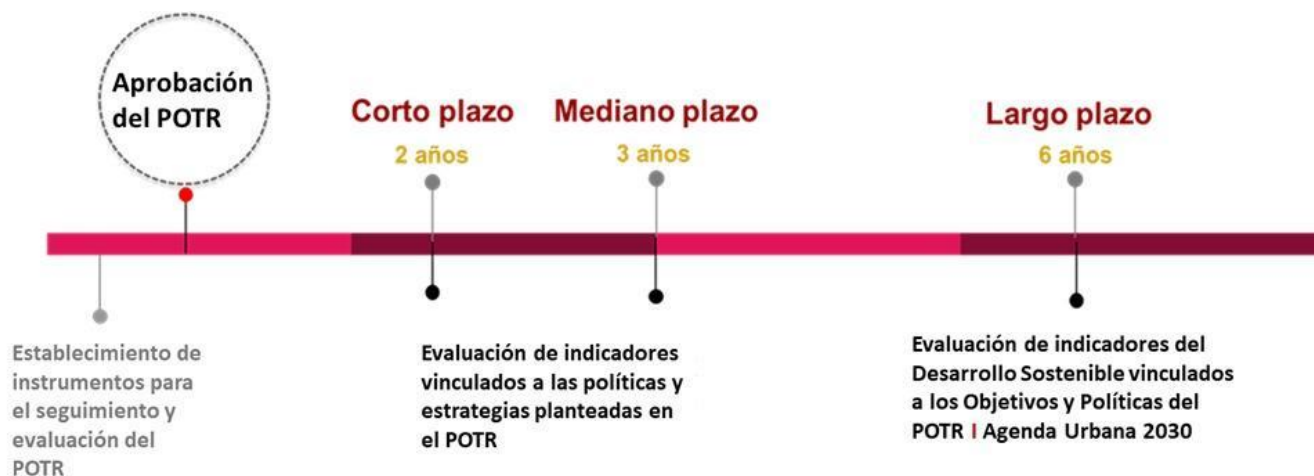 Aprobación
del POTR
Corto plazo
2 años
Mediano plazo
3 años
Largo plazo
6 años
Establecimiento de
instrumentos para
el seguimiento y
evaluación del
POTR
Evaluación de indicadores
vinculados a las políticas y
estrategias planteadas en
el POTR
Evaluación de indicadores del
Desarrollo Sostenible vinculados
a los Objetivos y Políticas del
POTR I Agenda Urbana 2030